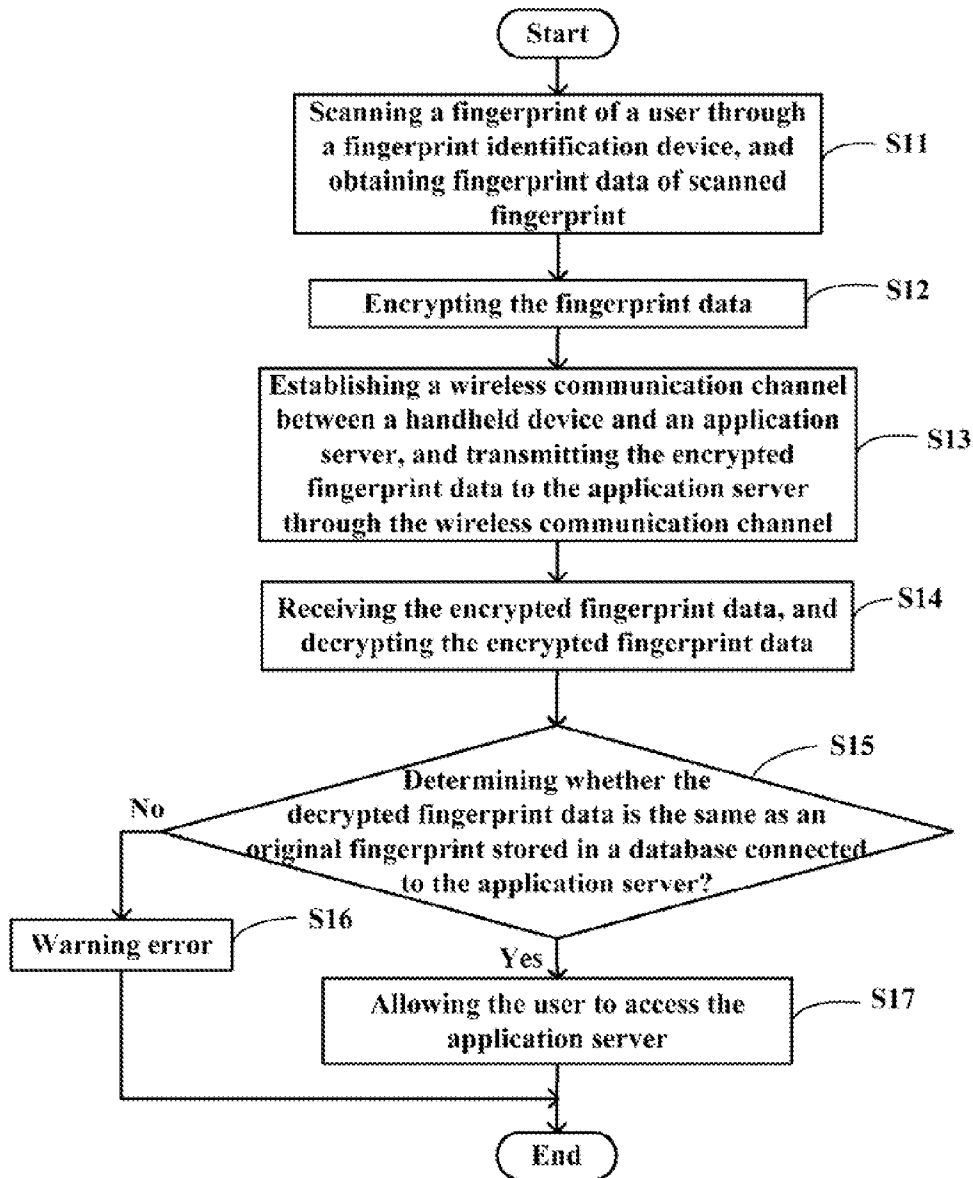 Start
Scanning a fingerprint of a user through
a fingerprint identification device, and
obtaining fingerprint data of scanned
fingerprint
S11
Encrypting the fingerprint data
S12
Establishing a wireless communication channel
between a handheld device and an application
server, and transmitting the encrypted
fingerprint data to the application server
through the wireless communication channel
S13
Receiving the encrypted fingerprint data, and
decrypting the encrypted fingerprint data
S14
Determining whether the
decrypted fingerprint data is the same as an
original fingerprint stored in a database connected
to the application server?
S15
No
Warning error
S16
Yes
Allowing the user to access the
application server
S17
End